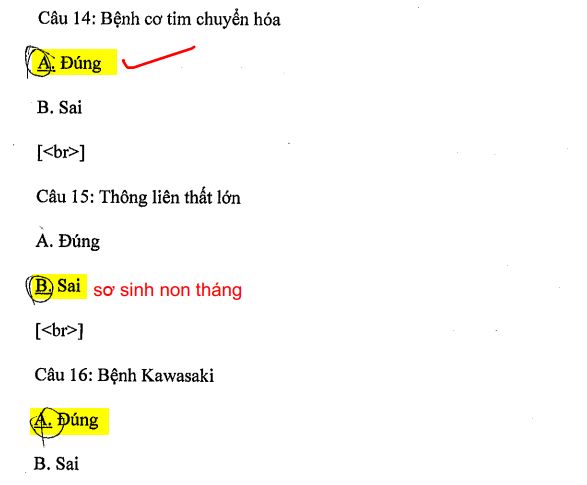 Câu 14: Bệnh cơ tim chuyển hóa
A. Đúng
B. Sai
[<br>]
Câu 15: Thông liên thất lớn
A. Đúng
B. Sai sơ sinh non tháng
[<br>]
Câu 16: Bệnh Kawasaki
A. Đúng
B. Sai